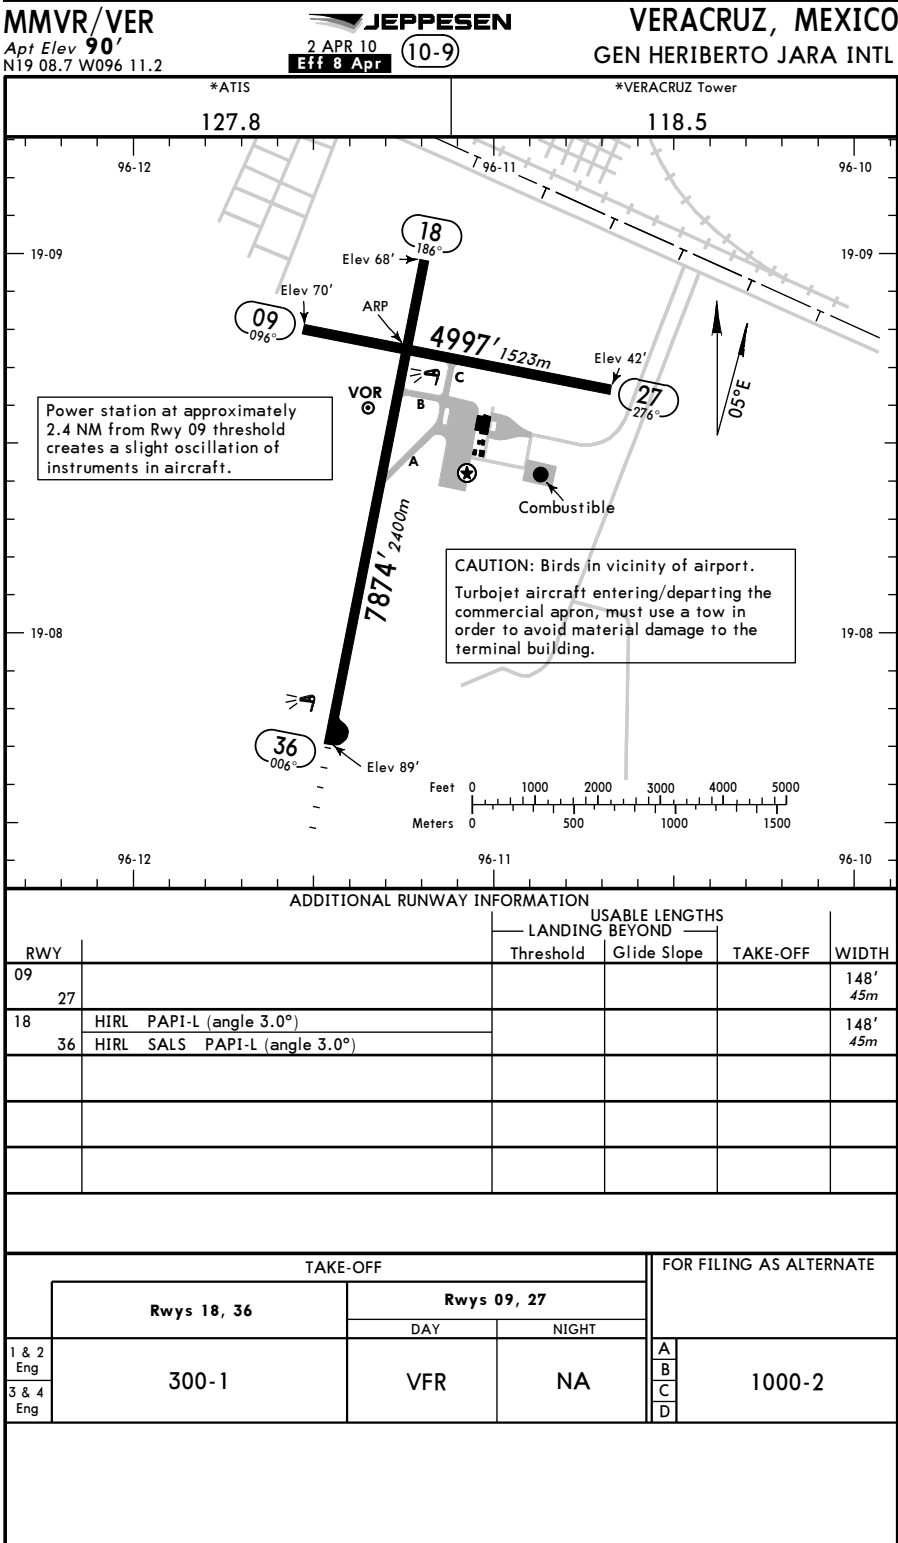 MMVR/VER
Apt Elev 90'
N19 08.7 W096 11.2
JEPPESEN
2 APR 10
Eff 8 Apr
10-9
VERACRUZ, MEXICO
GEN HERIBERTO JARA INTL
*ATIS
127.8
*VERACRUZ Tower
118.5
96-12
96-11
96-10
T
T
T
T
T
T
19-09
19-09
18
186°
Elev 68'
Elev 70'
09
096°
ARP
4997' 1523m
Elev 42'
27
276°
05°E
C
B
A
VOR
Power station at approximately
2.4 NM from Rwy 09 threshold
creates a slight oscillation of
instruments in aircraft.
Combustible
7874' 2400m
CAUTION: Birds in vicinity of airport.
Turbojet aircraft entering/departing the
commercial apron, must use a tow in
order to avoid material damage to the
terminal building.
19-08
19-08
36
006°
Elev 89'
Feet 0 1000 2000 3000 4000 5000
Meters 0 500 1000 1500
96-12
96-11
96-10
ADDITIONAL RUNWAY INFORMATION
USABLE LENGTHS
LANDING BEYOND
RWY Threshold Glide Slope TAKE-OFF WIDTH
09
27
148'
45m
18 HIRL PAPI-L (angle 3.0°)
36 HIRL SALS PAPI-L (angle 3.0°)
148'
45m
TAKE-OFF
FOR FILING AS ALTERNATE
Rwys 18, 36
Rwys 09, 27
DAY NIGHT
1 & 2
Eng
3 & 4
Eng
300-1
VFR
NA
A
B
C
D
1000-2